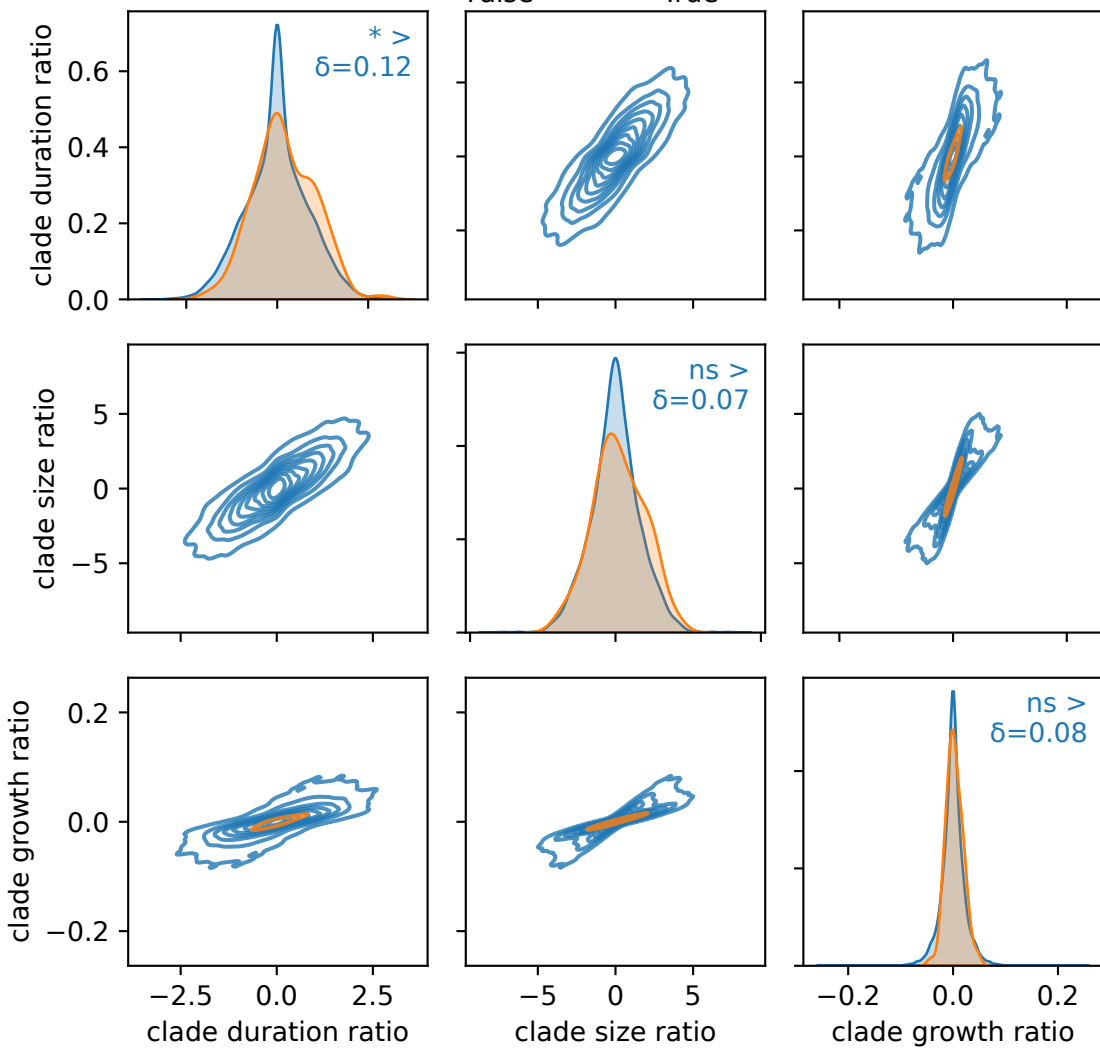 True
clade duration ratio
0.6
0.4
0.2
0.0
* >
δ=0.12
clade size ratio
5
0
−5
ns >
δ=0.07
clade growth ratio
0.2
0.0
−0.2
ns >
δ=0.08
−2.5 0.0 2.5
−5 0 5
−0.2 0.0 0.2
clade duration ratio
clade size ratio
clade growth ratio